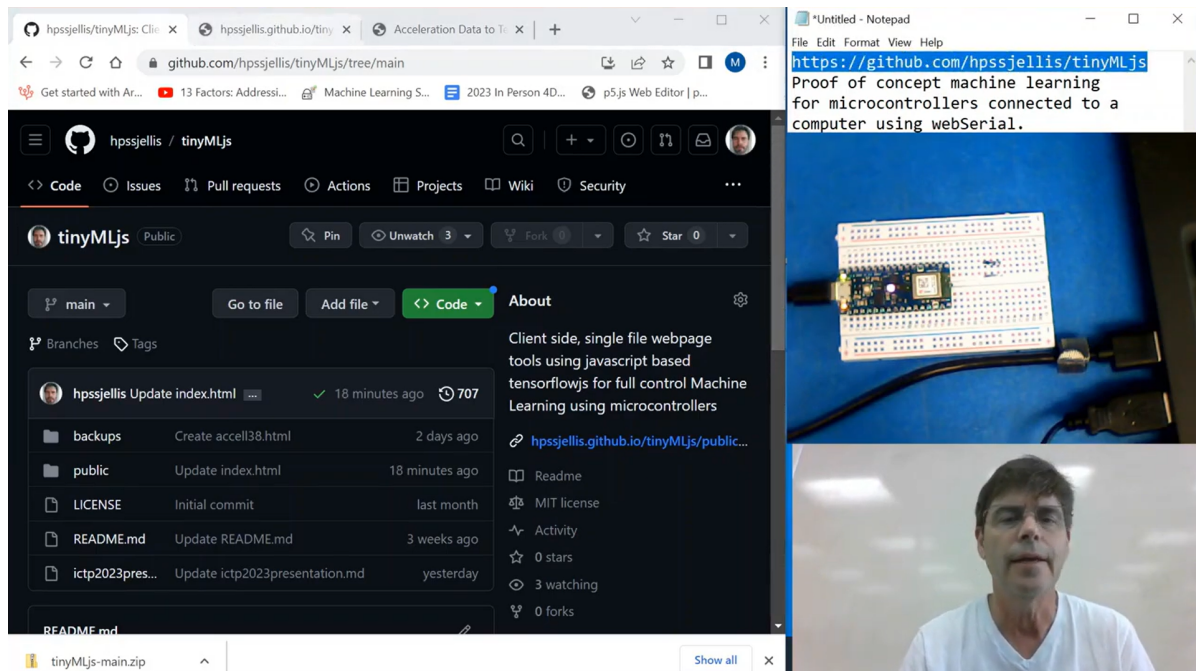 hpssjellis/tinyMLjs: Clie
hpssjellis.github.io/tiny
Acceleration Data to Te
github.com/hpssjellis/tinyMLjs/tree/main
M
Get started with Ar...
13 Factors: Addressi...
Machine Learning S...
2023 In Person 4D...
p5.js Web Editor | p...
hpssjellis / tinyMLjs
Code
Issues
Pull requests
Actions
Projects
Wiki
Security
tinyMLjs
Public
Pin
Unwatch 3
Fork 0
Star 0
main
Go to file
Add file
Code
Branches
Tags
hpssjellis Update index.html ... 18 minutes ago 707
backups Create accell38.html 2 days ago
public Update index.html 18 minutes ago
LICENSE Initial commit last month
README.md Update README.md 3 weeks ago
ictp2023pres... Update ictp2023presentation.md yesterday
README.md
About
Client side, single file webpage
tools using javascript based
tensorflowjs for full control Machine
Learning using microcontrollers
hpssjellis.github.io/tinyMLjs/public...
Readme
MIT license
Activity
0 stars
3 watching
0 forks
tinyMLjs-main.zip
Show all
*Untitled - Notepad
File Edit Format View Help
https://github.com/hpssjellis/tinyMLjs
Proof of concept machine learning
for microcontrollers connected to a
computer using webSerial.